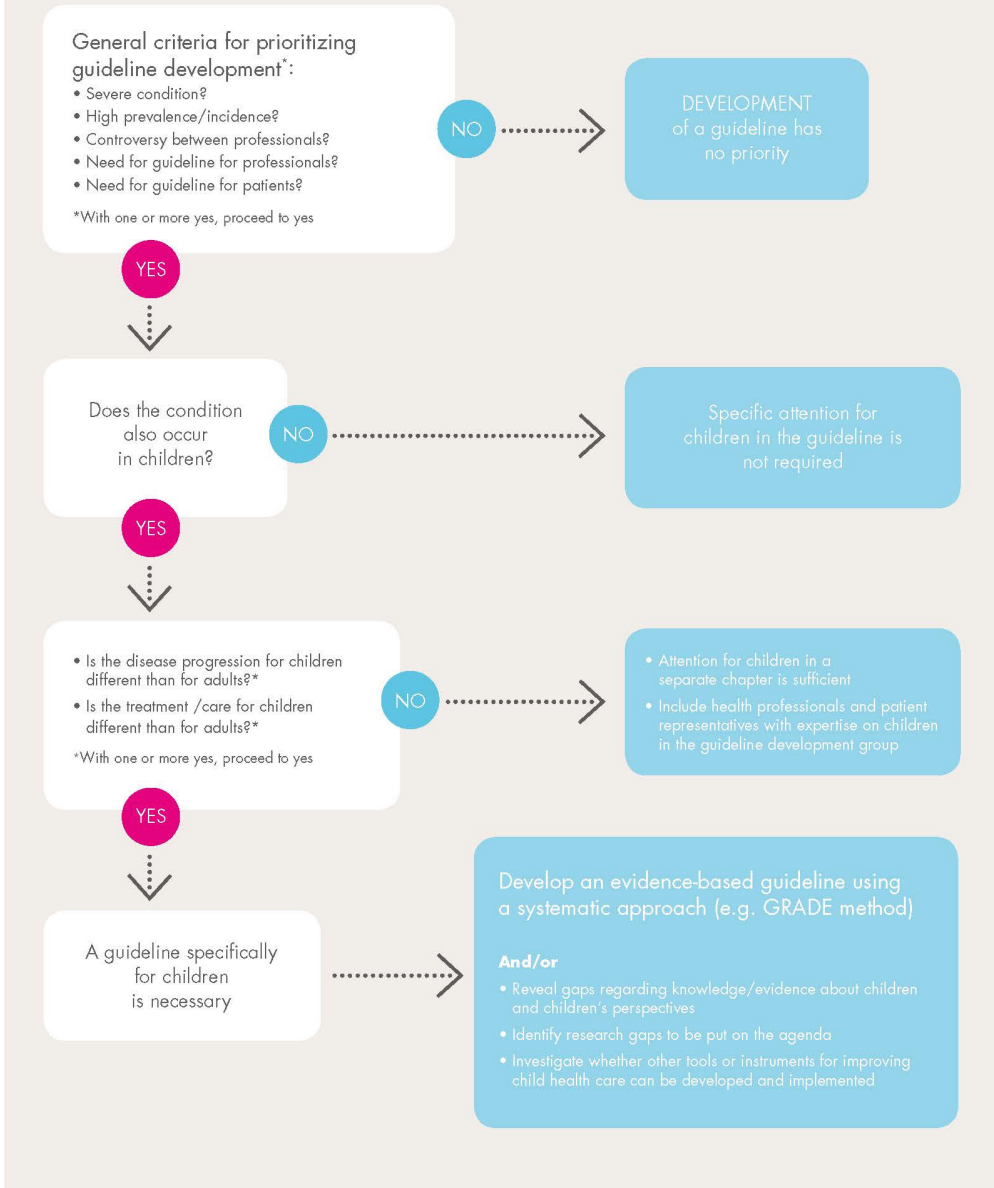 General criteria for prioritizing
guideline development*:
• Severe condition?
• High prevalence/incidence?
• Controversy between professionals?
• Need for guideline for professionals?
• Need for guideline for patients?
*With one or more yes, proceed to yes
NO
DEVELOPMENT
of a guideline has
no priority
YES
Does the condition
also occur
in children?
NO
Specific attention for
children in the guideline is
not required
YES
• Is the disease progression for children
different than for adults?*
• Is the treatment /care for children
different than for adults?*
*With one or more yes, proceed to yes
NO
• Attention for children in a
separate chapter is sufficient
• Include health professionals and patient
representatives with expertise on children
in the guideline development group
YES
A guideline specifically
for children
is necessary
Develop an evidence-based guideline using
a systematic approach (e.g. GRADE method)
And/or
• Reveal gaps regarding knowledge/evidence about children
and children's perspectives
• Identify research gaps to be put on the agenda
• Investigate whether other tools or instruments for improving
child health care can be developed and implemented